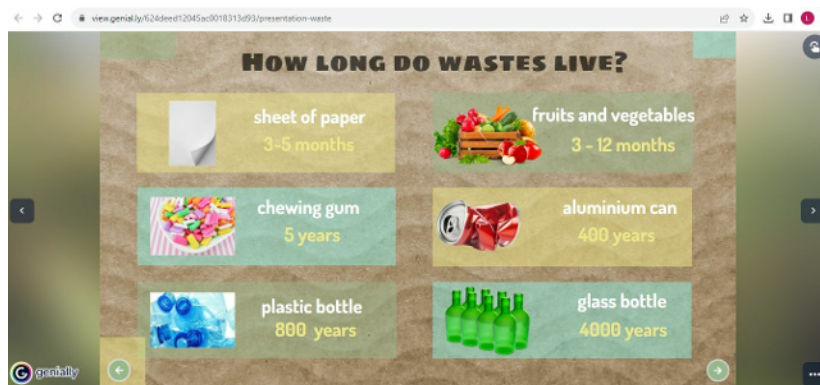 view.genial.ly/624deed12045ac0018313d93/presentation-waste
HOW LONG DO WASTES LIVE?
sheet of paper
3-5 months
fruits and vegetables
3 - 12 months
chewing gum
5 years
aluminium can
400 years
plastic bottle
800 years
glass bottle
4000 years
genially